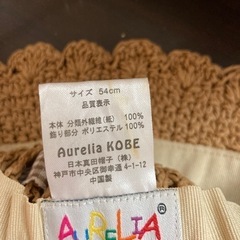 サイズ 54cm
品質表示
本体 分類外繊維(紙) 100%
飾り部分 ポリエステル 100%
Aurelia KOBE
日本真田帽子(株)
神戸市中央区御幸通 4-1-12
中国製
AURELIA ®